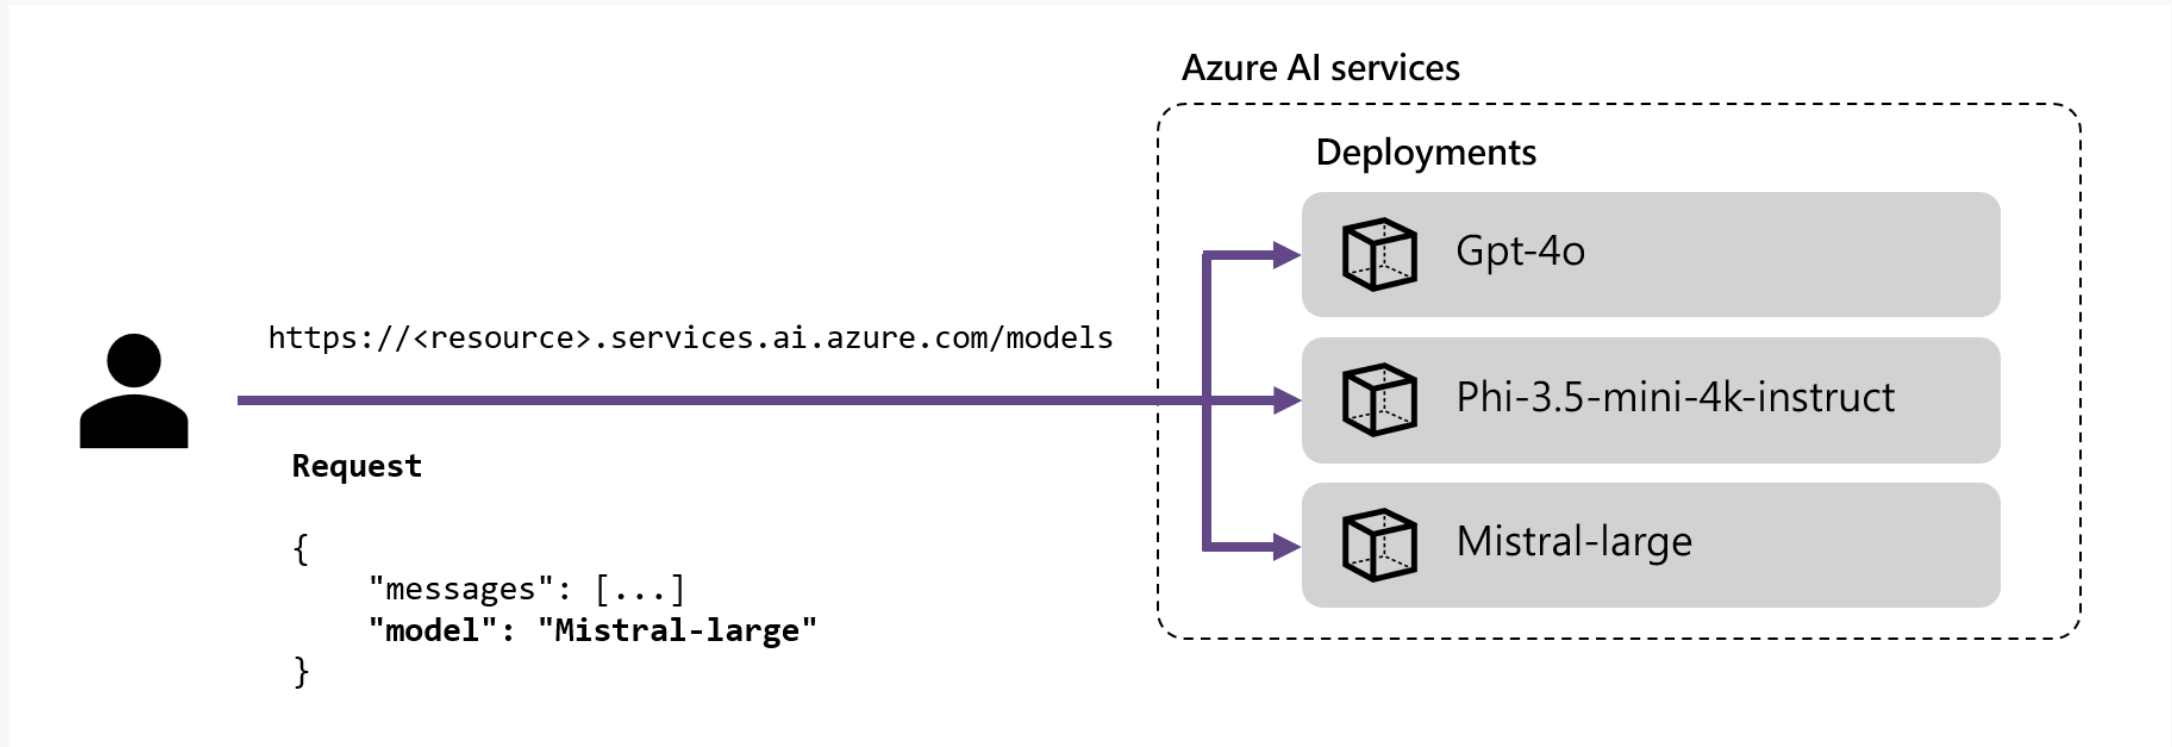 Azure AI services
Deployments
Gpt-4o
https://<resource>.services.ai.azure.com/models
Phi-3.5-mini-4k-instruct
Mistral-large
Request
{
"messages": [...]
"model": "Mistral-large"
}